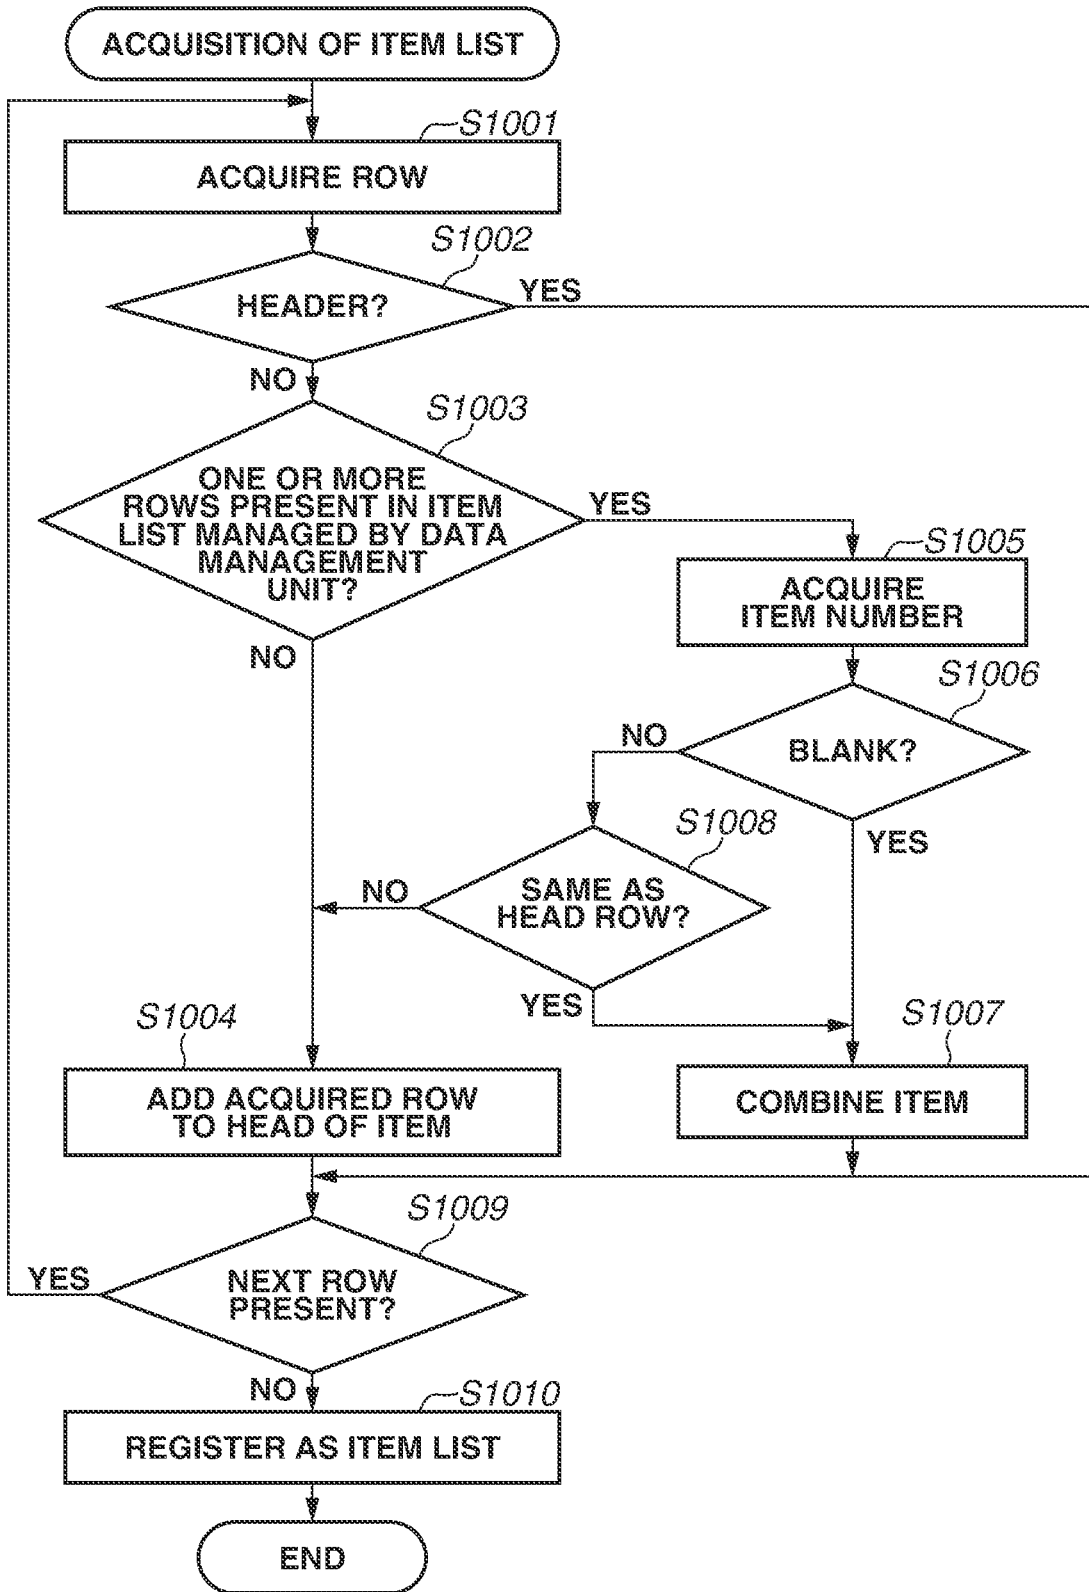 ACQUISITION OF ITEM LIST
S1001
ACQUIRE ROW
S1002
HEADER?
YES
NO
S1003
ONE OR MORE
ROWS PRESENT IN ITEM
LIST MANAGED BY DATA
MANAGEMENT
UNIT?
YES
NO
S1005
ACQUIRE
ITEM NUMBER
S1006
BLANK?
NO
YES
S1008
SAME AS
HEAD ROW?
NO
YES
S1004
ADD ACQUIRED ROW
TO HEAD OF ITEM
S1007
COMBINE ITEM
S1009
NEXT ROW
PRESENT?
YES
NO
S1010
REGISTER AS ITEM LIST
END